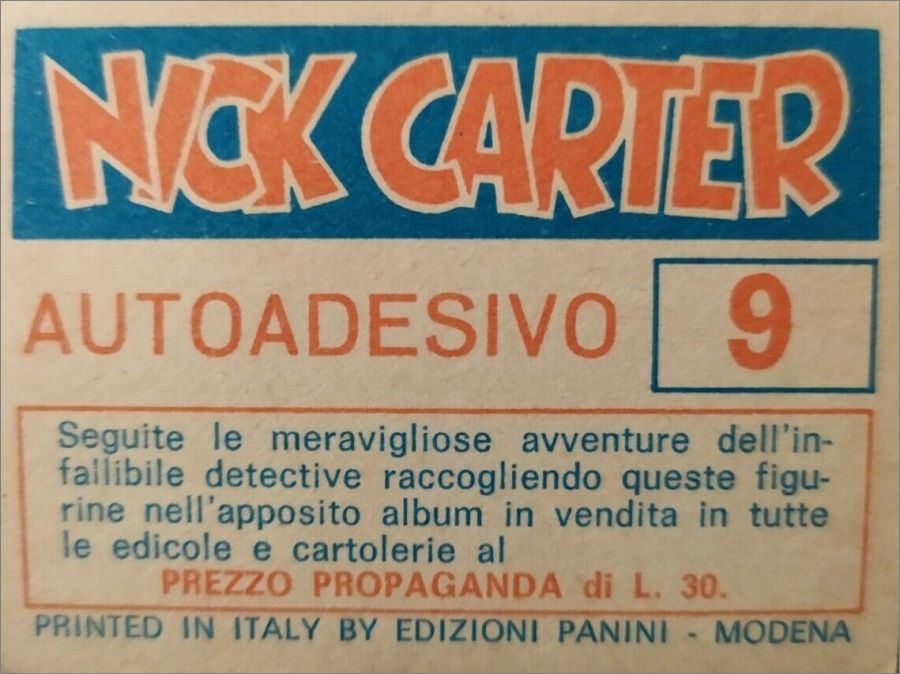 NICK CARTER
AUTOADESIVO 9
Seguite le meravigliose avventure dell'in-
fallibile detective raccogliendo queste figu-
rine nell'apposito album in vendita in tutte
le edicole e cartolerie al
PREZZO PROPAGANDA di L. 30.
PRINTED IN ITALY BY EDIZIONI PANINI - MODENA